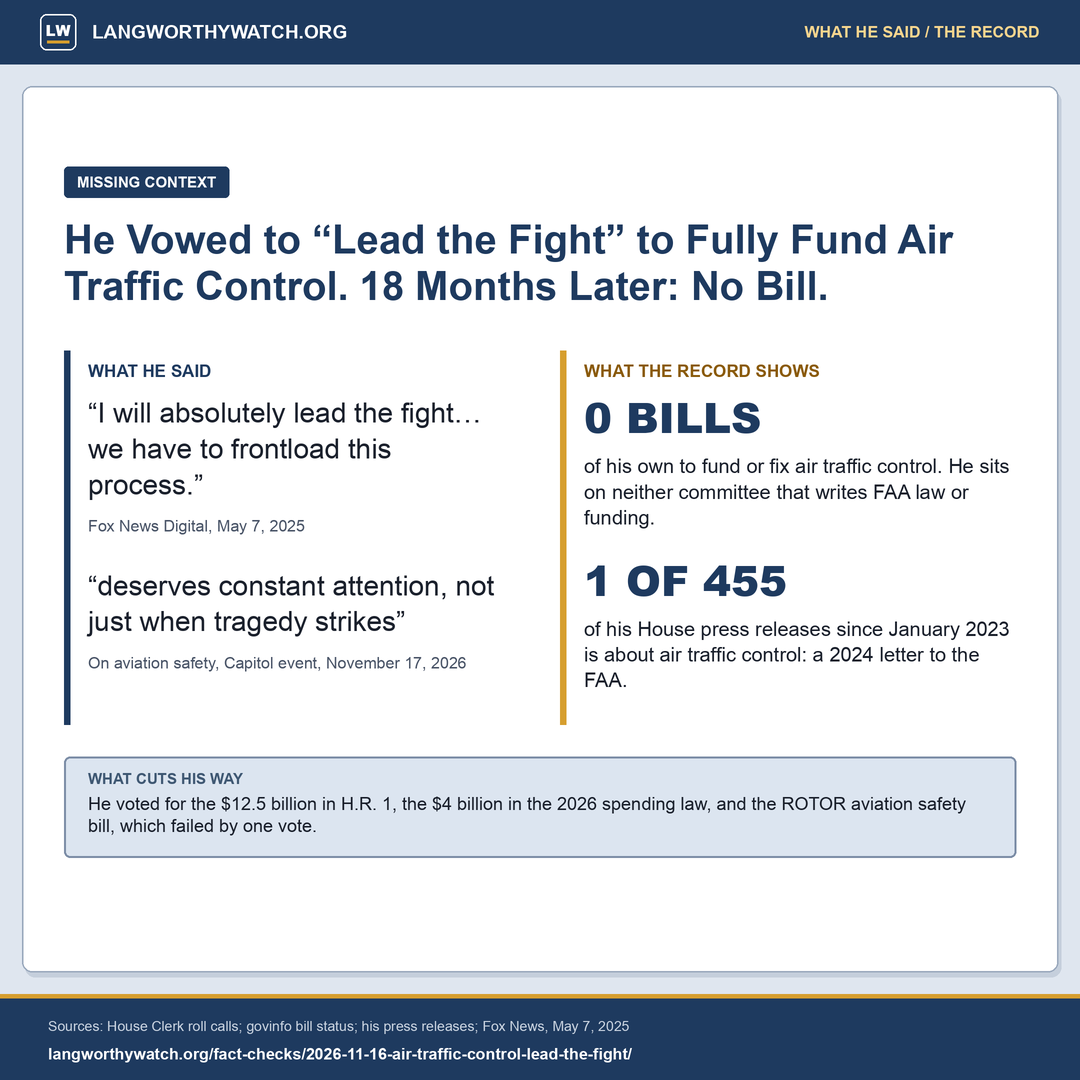 LW
LANGWORTHYWATCH.ORG
WHAT HE SAID / THE RECORD
MISSING CONTEXT
He Vowed to “Lead the Fight” to Fully Fund Air
Traffic Control. 18 Months Later: No Bill.
WHAT HE SAID
“I will absolutely lead the fight…
we have to frontload this
process.”
Fox News Digital, May 7, 2025
“deserves constant attention, not
just when tragedy strikes”
On aviation safety, Capitol event, November 17, 2026
WHAT THE RECORD SHOWS
0 BILLS
of his own to fund or fix air traffic control. He sits
on neither committee that writes FAA law or
funding.
1 OF 455
of his House press releases since January 2023
is about air traffic control: a 2024 letter to the
FAA.
WHAT CUTS HIS WAY
He voted for the $12.5 billion in H.R. 1, the $4 billion in the 2026 spending law, and the ROTOR aviation safety
bill, which failed by one vote.
Sources: House Clerk roll calls; govinfo bill status; his press releases; Fox News, May 7, 2025
langworthywatch.org/fact-checks/2026-11-16-air-traffic-control-lead-the-fight/